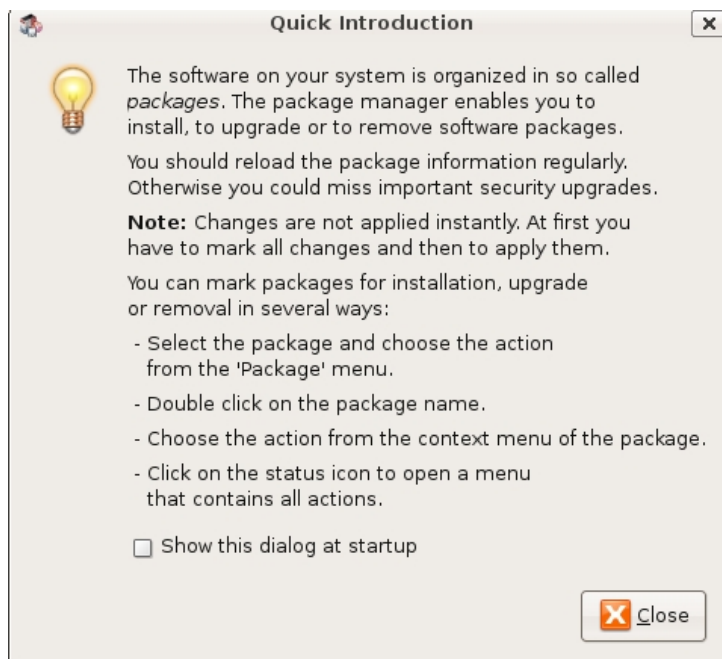 Quick Introduction
The software on your system is organized in so called
packages. The package manager enables you to
install, to upgrade or to remove software packages.
You should reload the package information regularly.
Otherwise you could miss important security upgrades.
Note: Changes are not applied instantly. At first you
have to mark all changes and then to apply them.
You can mark packages for installation, upgrade
or removal in several ways:
- Select the package and choose the action
from the 'Package' menu.
- Double click on the package name.
- Choose the action from the context menu of the package.
- Click on the status icon to open a menu
that contains all actions.
Show this dialog at startup
Close